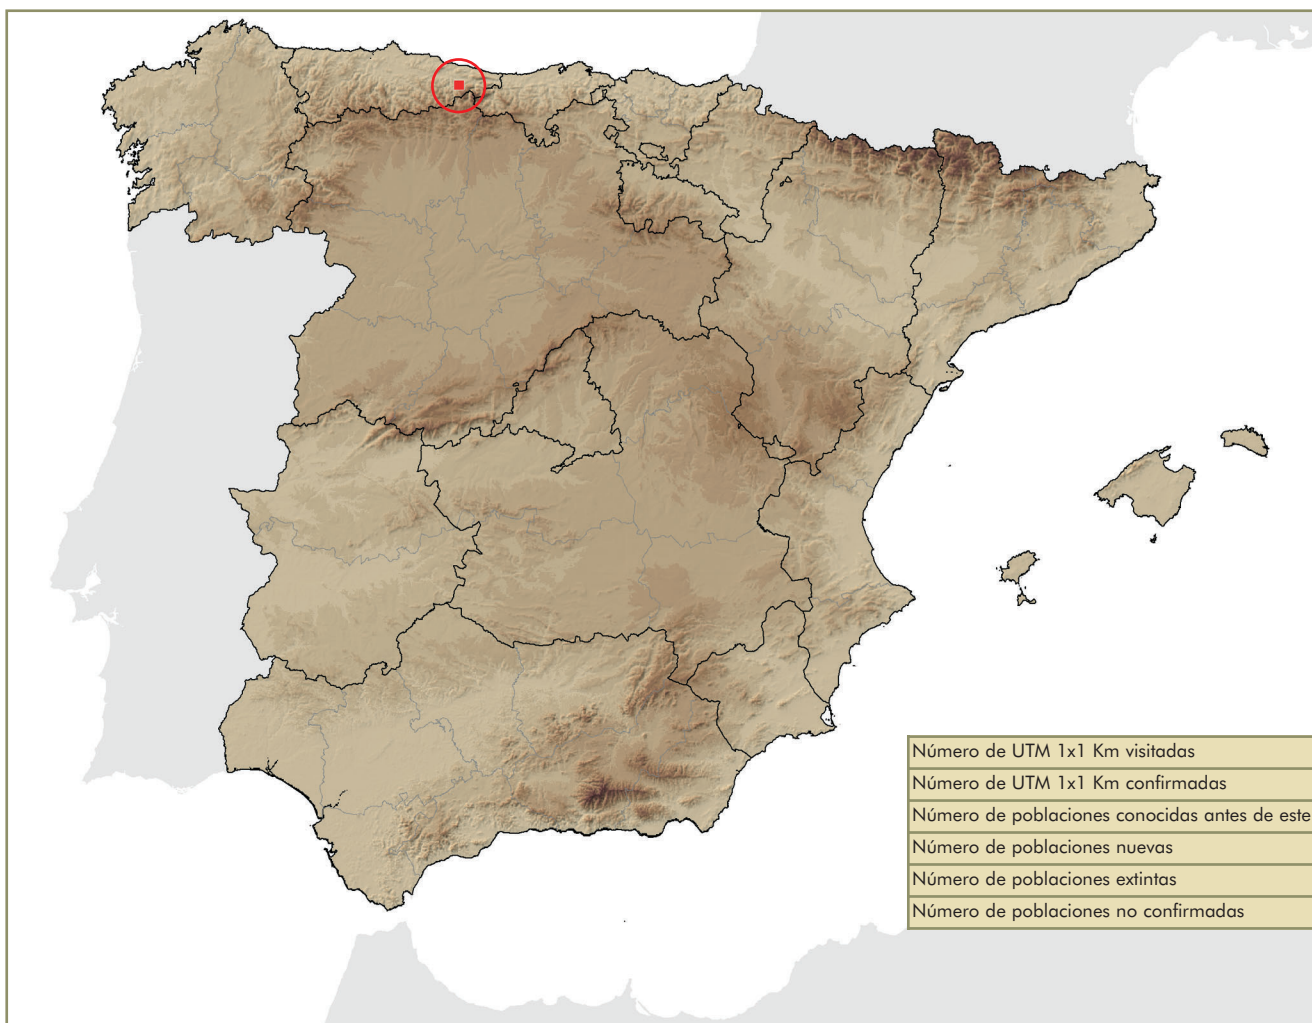 Número de UTM 1x1 Km visitadas
Número de UTM 1x1 Km confirmadas
Número de poblaciones conocidas antes de este
Número de poblaciones nuevas
Número de poblaciones extintas
Número de poblaciones no confirmadas